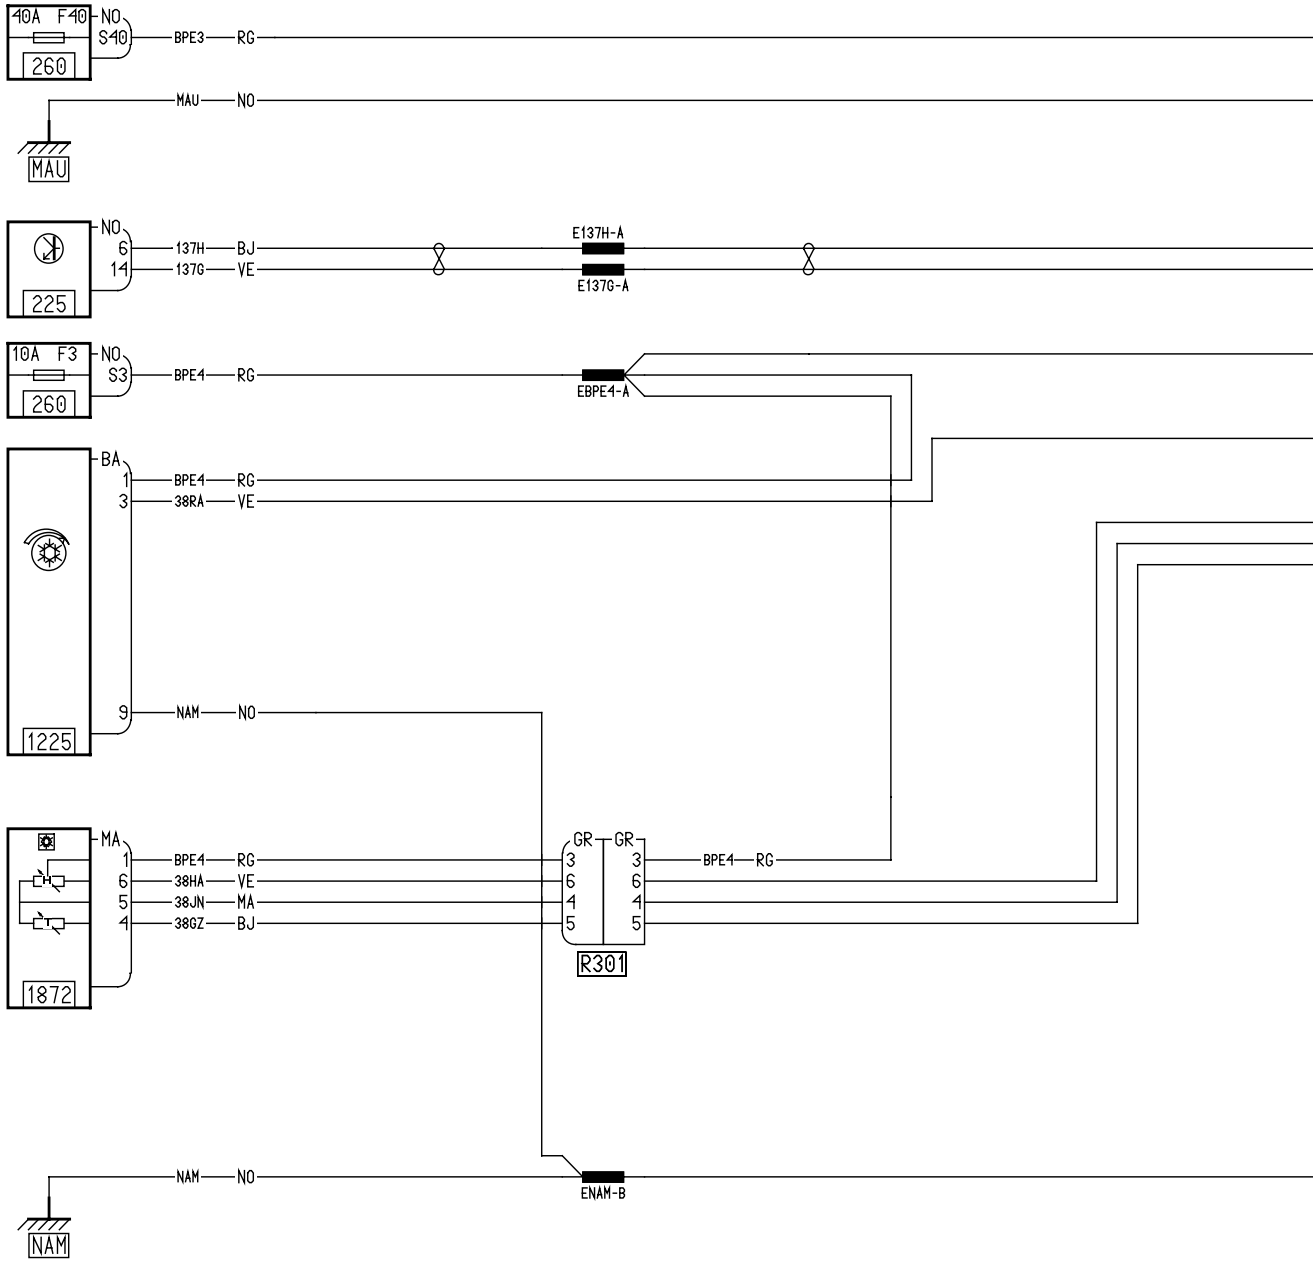 40A F40 NO
S40 BPE3 RG
260
MAU NO
MAU
NO
E137H-A
6 137H BJ
14 137G VE
E137G-A
225
10A F3 NO
S3 BPE4 RG
EBPE4-A
260
BA
1 BPE4 RG
3 38RA VE
9 NAM NO
1225
MA GR GR
1 BPE4 RG 3 3 BPE4 RG
H 6 38HA VE 6 6
5 38JN MA 4 4
T 4 38GZ BJ 5 5
R301
1872
NAM NO
ENAM-B
NAM